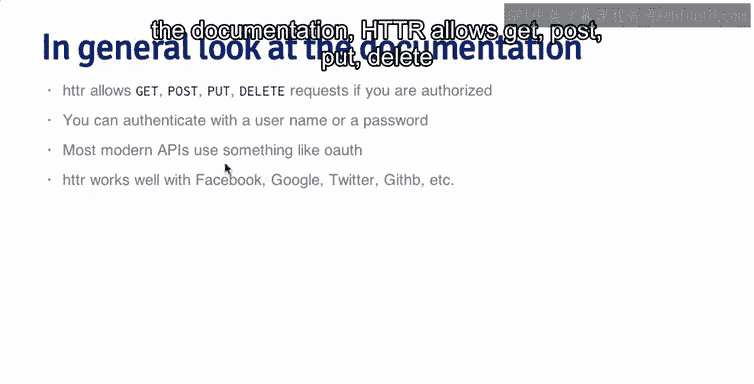 the documentation, HTTR allows get, post,
put, delete
In general look at the documentation
· httr allows GET, POST, PUT, DELETE requests if you are authorized
· You can authenticate with a user name or a password
· Most modern APIs use something like oauth
· httr works well with Facebook, Google, Twitter, Githb, etc.